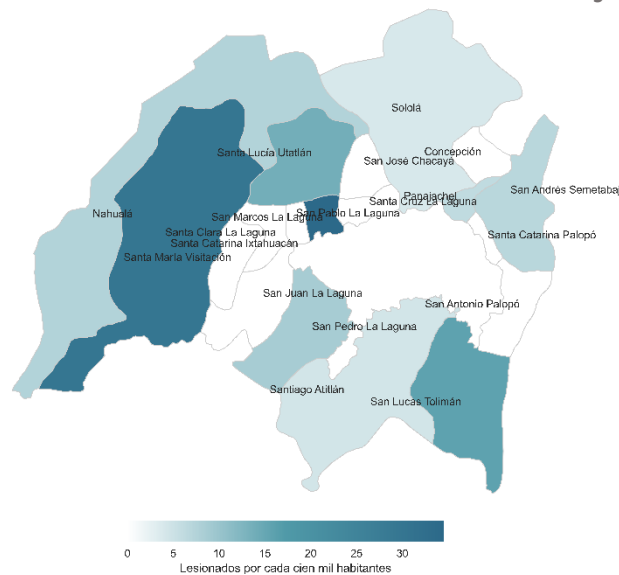 Sololá
Concepción
Santa Lucía Utatlán
San José Chacayá
San Andrés Semetabaj
Panajachel
Santa Cruz La Laguna
Nahualá
San Marcos La Laguna
San Pablo La Laguna
Santa Clara La Laguna
Santa Catarina Palopó
Santa Catarina Ixtahuacán
Santa María Visitación
San Juan La Laguna
San Antonio Palopó
San Pedro La Laguna
Santiago Atitlán
San Lucas Tolimán
0 5 10 15 20 25 30
Lesionados por cada cien mil habitantes